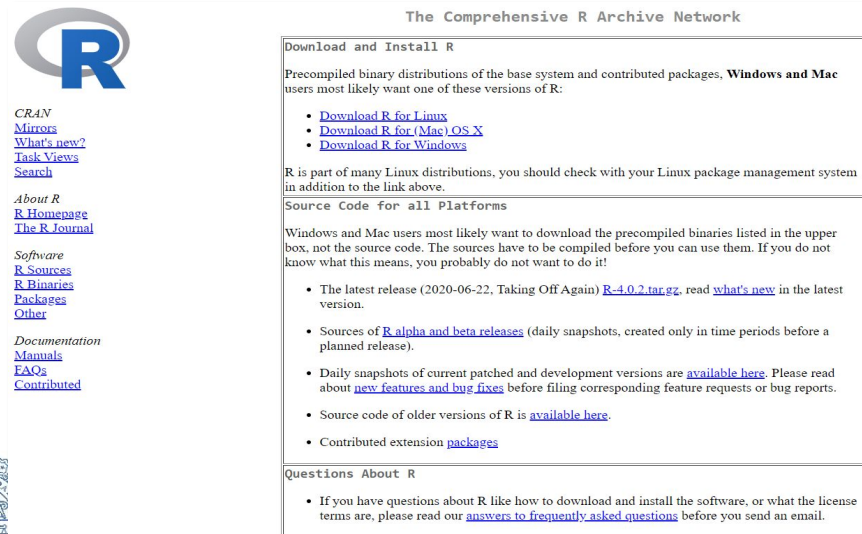 The Comprehensive R Archive Network
R
CRAN
Mirrors
What's new?
Task Views
Search
About R
R Homepage
The R Journal
Software
R Sources
R Binaries
Packages
Other
Documentation
Manuals
FAQs
Contributed
Download and Install R
Precompiled binary distributions of the base system and contributed packages, Windows and Mac
users most likely want one of these versions of R:
• Download R for Linux
• Download R for (Mac) OS X
• Download R for Windows
R is part of many Linux distributions, you should check with your Linux package management system
in addition to the link above.
Source Code for all Platforms
Windows and Mac users most likely want to download the precompiled binaries listed in the upper
box, not the source code. The sources have to be compiled before you can use them. If you do not
know what this means, you probably do not want to do it!
• The latest release (2020-06-22, Taking Off Again) R-4.0.2.tar.gz, read what's new in the latest
version.
• Sources of R alpha and beta releases (daily snapshots, created only in time periods before a
planned release).
• Daily snapshots of current patched and development versions are available here. Please read
about new features and bug fixes before filing corresponding feature requests or bug reports.
• Source code of older versions of R is available here.
• Contributed extension packages
Questions About R
• If you have questions about R like how to download and install the software, or what the license
terms are, please read our answers to frequently asked questions before you send an email.